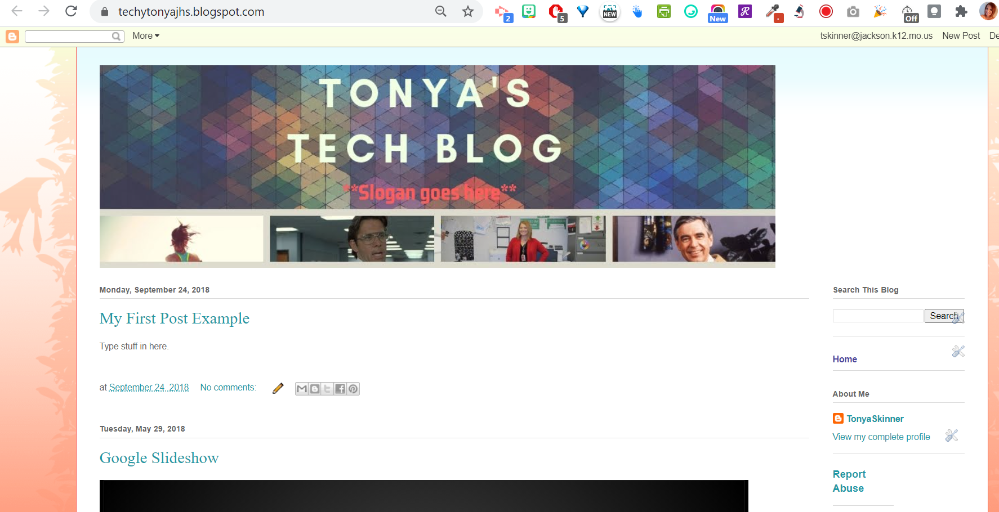 techytonyajhs.blogspot.com
2
5
NEW
New
Off
More
tskinner@jackson.k12.mo.us New Post De
TONYA'S
TECH BLOG
**Slogan goes here**
Monday, September 24, 2018
My First Post Example
Type stuff in here.
at September 24, 2018 No comments:
Tuesday, May 29, 2018
Google Slideshow
Search This Blog
Search
Home
About Me
TonyaSkinner
View my complete profile
Report
Abuse